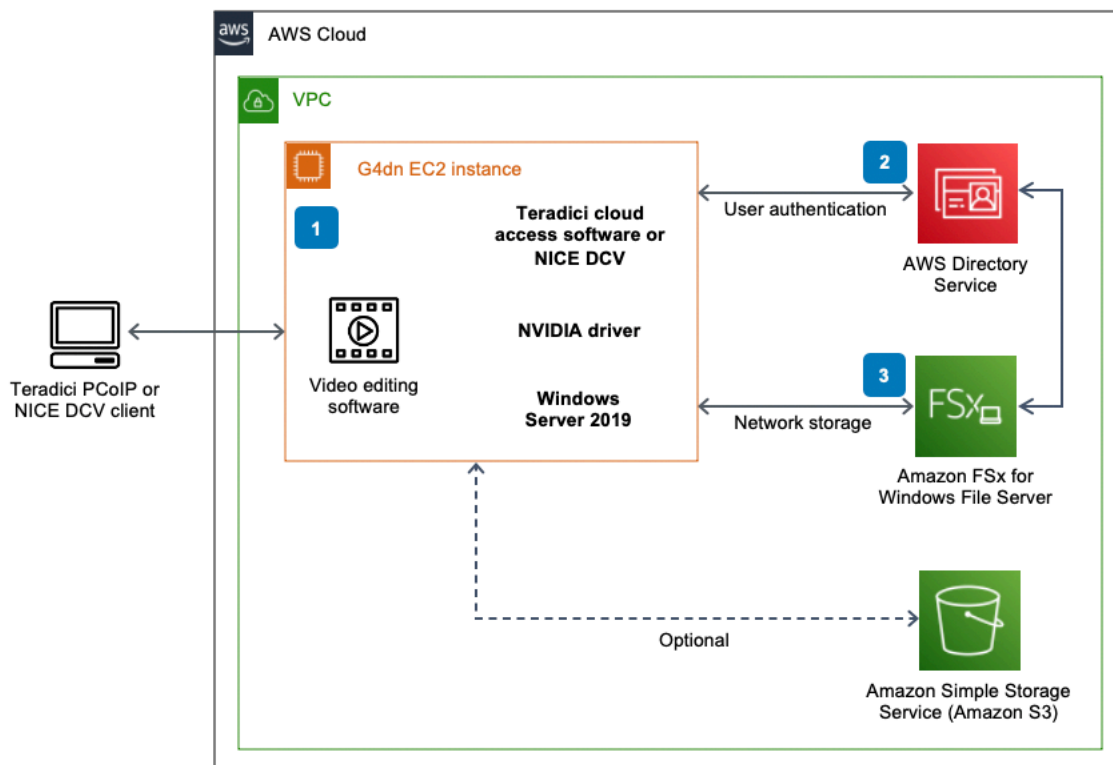 aws
AWS Cloud
VPC
G4dn EC2 instance
1
Teradici cloud
access software or
NICE DCV
2
User authentication
AWS Directory
Service
Teradici PCoIP or
NICE DCV client
Video editing
software
NVIDIA driver
Windows
Server 2019
3
Network storage
FSx
Amazon FSx for
Windows File Server
Optional
Amazon Simple Storage
Service (Amazon S3)